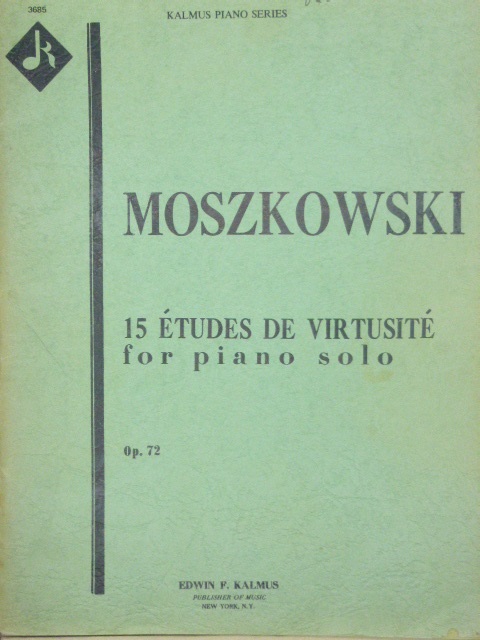 3685
KALMUS PIANO SERIES
MOSZKOWSKI
15 ÉTUDES DE VIRTUSITÉ
for piano solo
Op. 72
EDWIN F. KALMUS
PUBLISHER OF MUSIC
NEW YORK, N.Y.